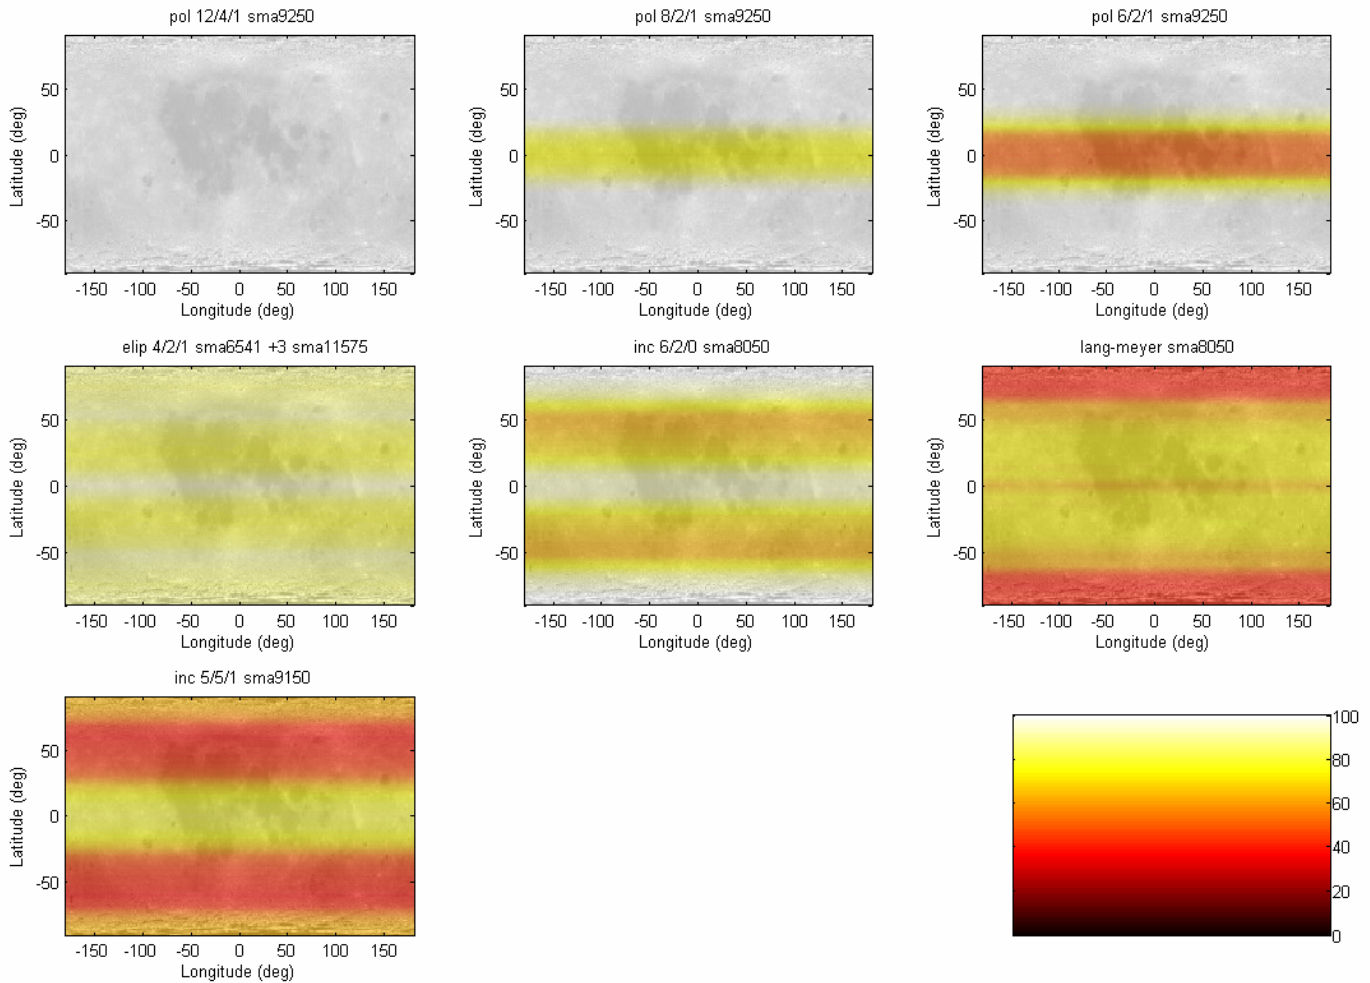 pol 12/4/1 sma9250
Latitude (deg)
50
0
-50
-150 -100 -50 0 50 100 150
Longitude (deg)
pol 8/2/1 sma9250
Latitude (deg)
50
0
-50
-150 -100 -50 0 50 100 150
Longitude (deg)
pol 6/2/1 sma9250
Latitude (deg)
50
0
-50
-150 -100 -50 0 50 100 150
Longitude (deg)
elip 4/2/1 sma6541 +3 sma11575
Latitude (deg)
50
0
-50
-150 -100 -50 0 50 100 150
Longitude (deg)
inc 6/2/0 sma8050
Latitude (deg)
50
0
-50
-150 -100 -50 0 50 100 150
Longitude (deg)
lang-meyer sma8050
Latitude (deg)
50
0
-50
-150 -100 -50 0 50 100 150
Longitude (deg)
inc 5/5/1 sma9150
Latitude (deg)
50
0
-50
-150 -100 -50 0 50 100 150
Longitude (deg)
100
80
60
40
20
0